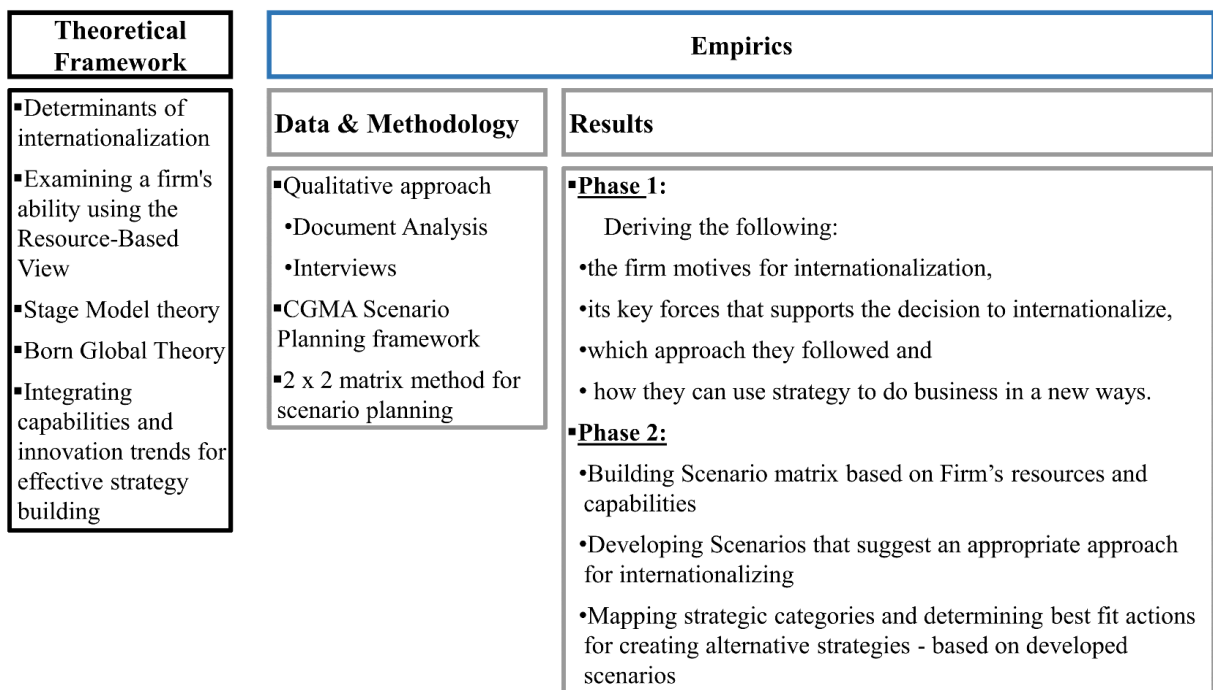 Theoretical
Framework
Empirics
▪Determinants of
internationalization
▪Examining a firm's
ability using the
Resource-Based
View
▪Stage Model theory
▪Born Global Theory
▪Integrating
capabilities and
innovation trends for
effective strategy
building
Data & Methodology
▪Qualitative approach
•Document Analysis
•Interviews
▪CGMA Scenario
Planning framework
▪2 x 2 matrix method for
scenario planning
Results
▪Phase 1:
Deriving the following:
•the firm motives for internationalization,
•its key forces that supports the decision to internationalize,
•which approach they followed and
• how they can use strategy to do business in a new ways.
▪Phase 2:
•Building Scenario matrix based on Firm’s resources and
capabilities
•Developing Scenarios that suggest an appropriate approach
for internationalizing
•Mapping strategic categories and determining best fit actions
for creating alternative strategies - based on developed
scenarios